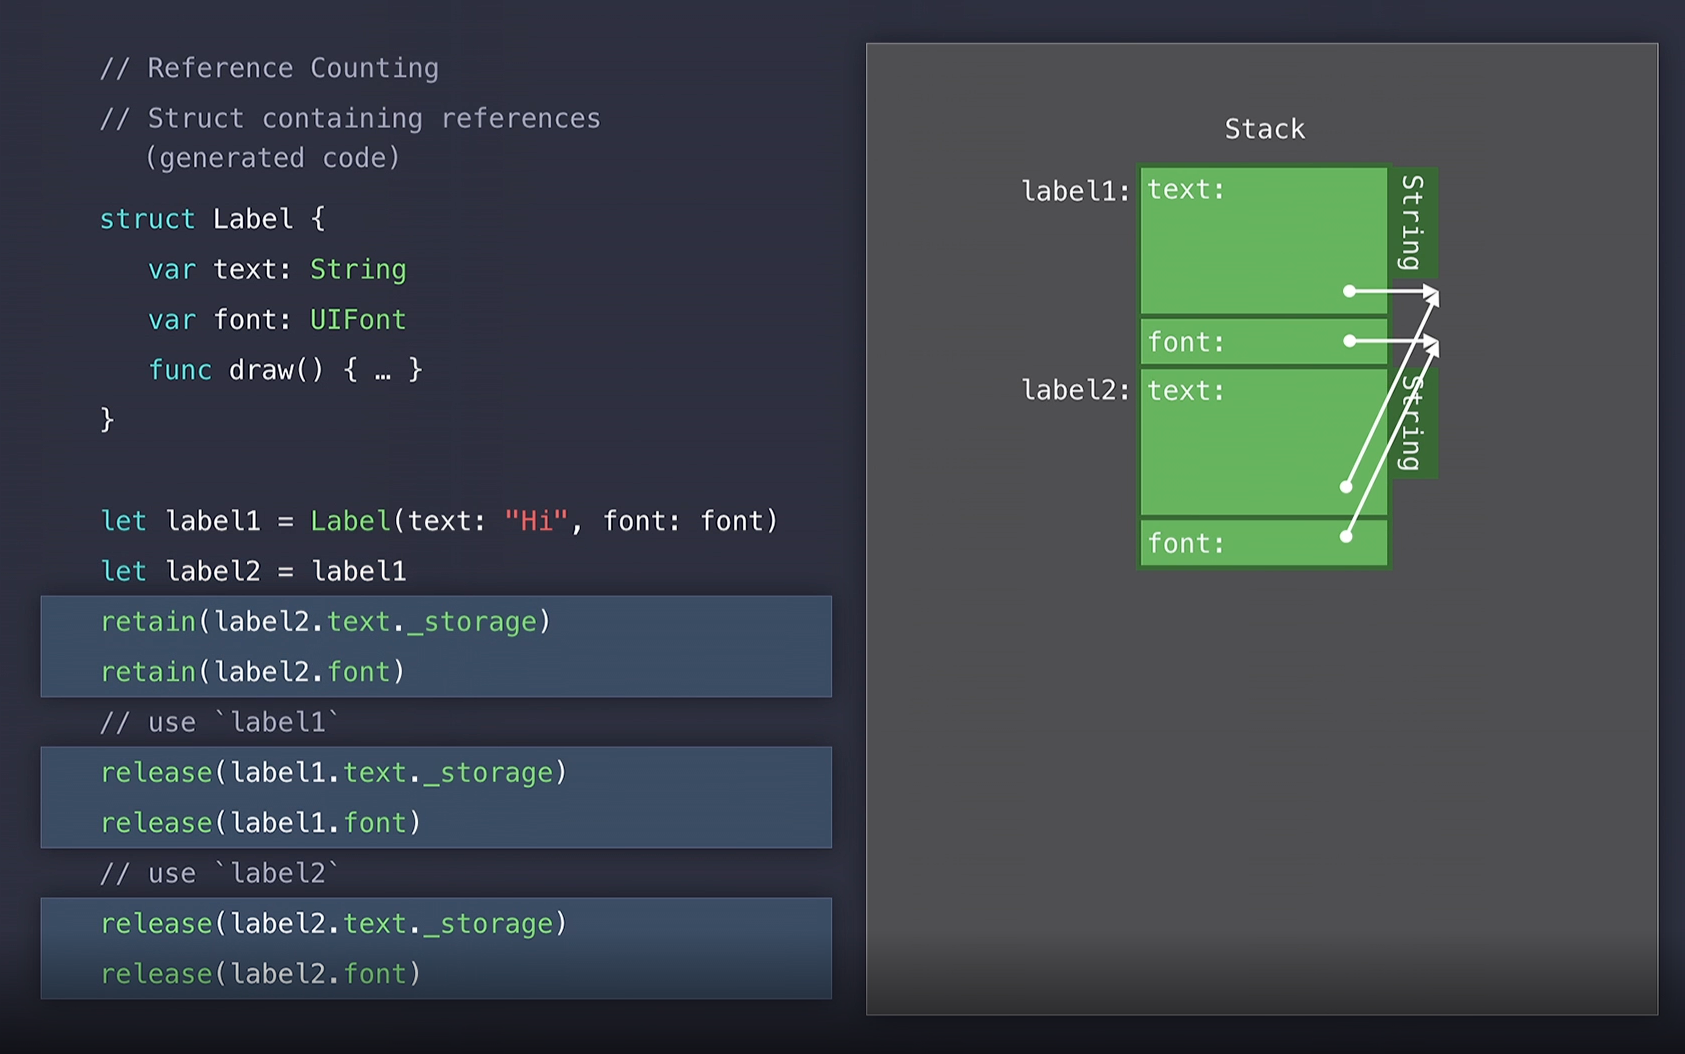 // Reference Counting
// Struct containing references
(generated code)
struct Label {
var text: String
var font: UIFont
func draw() { … }
}
let label1 = Label(text: "Hi", font: font)
let label2 = label1
retain(label2.text._storage)
retain(label2.font)
// use `label1`
release(label1.text._storage)
release(label1.font)
// use `label2`
release(label2.text._storage)
release(label2.font)
Stack
label1:
text:
String
font:
label2:
text:
String
font: